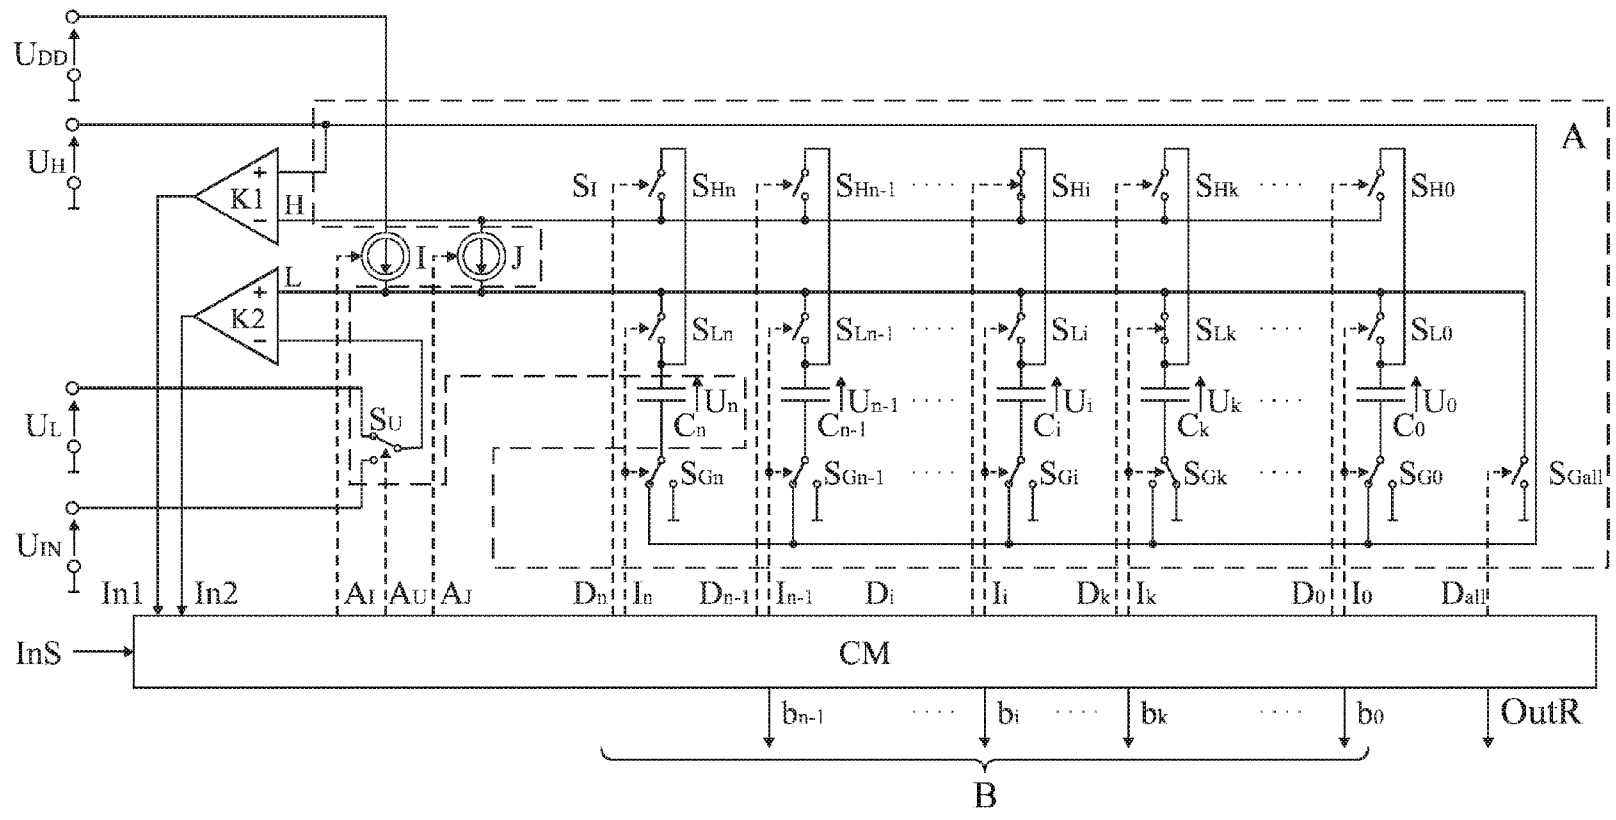 UDD
UH
A
K1
+
−
H
SI
SHn
SHn-1
....
SHi
SHk
....
SH0
I
J
L
K2
+
−
SLn
SLn-1
....
SLi
SLk
....
SL0
UL
SU
Un
Cn
Un-1
Cn-1
....
Ui
Ci
Uk
Ck
....
U0
C0
SGn
SGn-1
....
SGi
SGk
....
SG0
SGall
UIN
In1
In2
AI
AU
AJ
Dn
In
Dn-1
In-1
Di
Ii
Dk
Ik
D0
I0
Dall
InS
CM
bn-1
....
bi
....
bk
....
b0
OutR
B